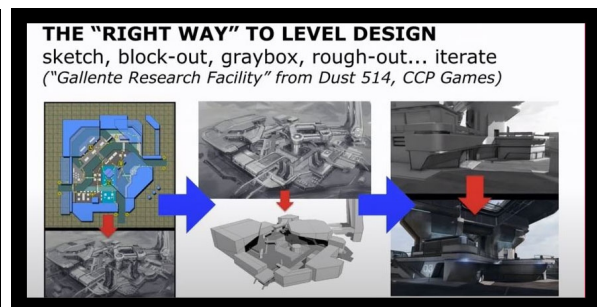 THE “RIGHT WAY” TO LEVEL DESIGN
sketch, block-out, graybox, rough-out... iterate
(“Gallente Research Facility” from Dust 514, CCP Games)